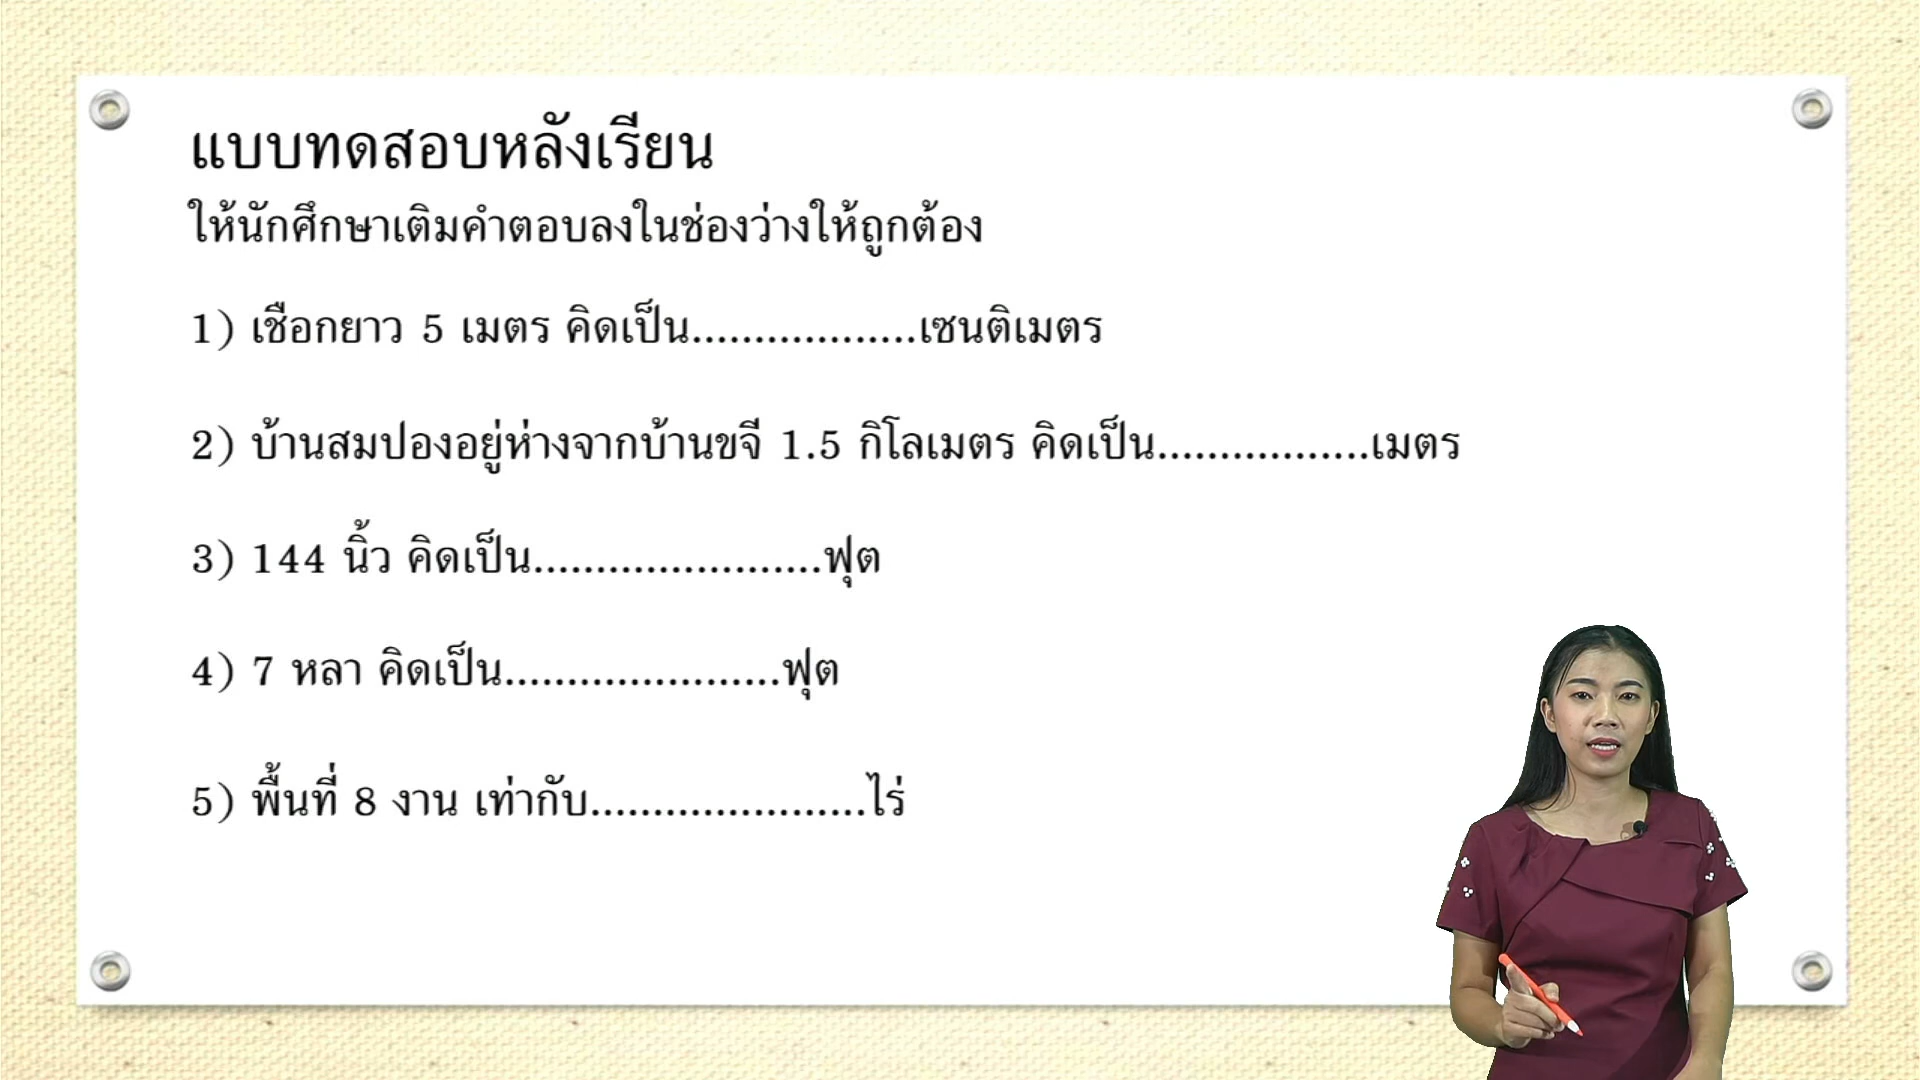 แบบทดสอบหลังเรียน
ให้นักศึกษาเติมคำตอบลงในช่องว่างให้ถูกต้อง
1) เชือกยาว 5 เมตร คิดเป็น..................เซนติเมตร
2) บ้านสมปองอยู่ห่างจากบ้านขจี 1.5 กิโลเมตร คิดเป็น.................เมตร
3) 144 นิ้ว คิดเป็น.......................ฟุต
4) 7 หลา คิดเป็น......................ฟุต
5) พื้นที่ 8 งาน เท่ากับ......................ไร่